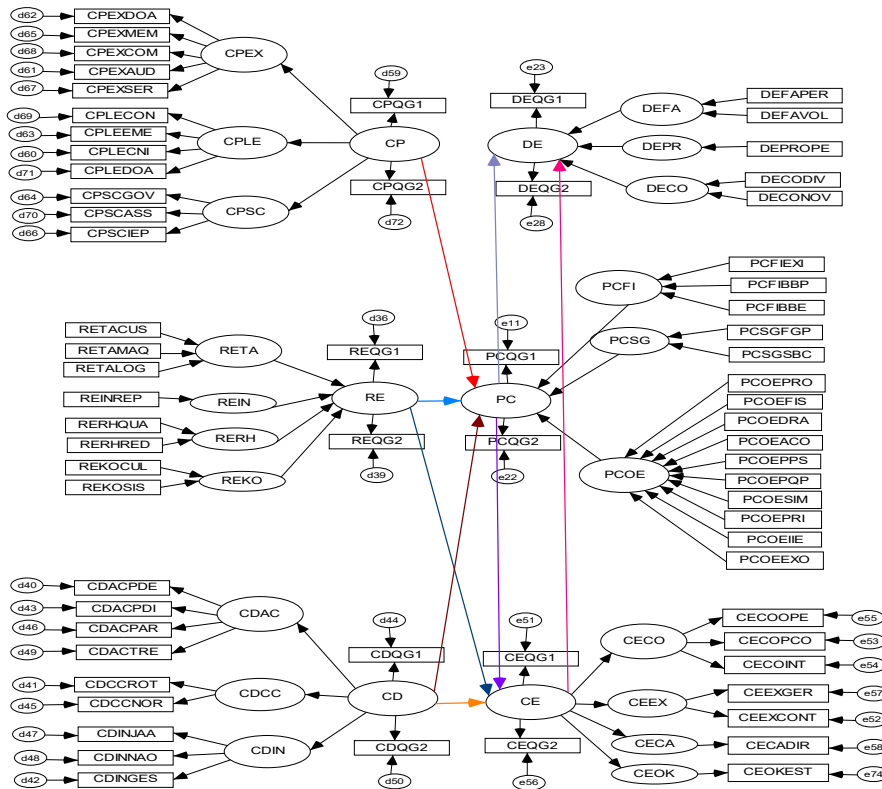 d62 CPEXDOA
d65 CPEXMEM
d68 CPEXCOM
d61 CPEXAUD
d67 CPEXSER
CPEX
d69 CPLECON
d63 CPLEEME
d60 CPLECNI
d71 CPLEDOA
CPLE
d64 CPSCGOV
d70 CPSCASS
d66 CPSCIEP
CPSC
d59
CPQG1
CP
CPQG2
d72
e23
DEQG1
DE
DEQG2
e28
DEFA
DEPR
DECO
DEFAPER
DEFAVOL
DEPROPE
DECODIV
DECONOV
RETACUS
RETAMAQ
RETALOG
REINREP
RERHQUA
RERHRED
REKOCUL
REKOSIS
RETA
REIN
RERH
REKO
d36
REQG1
RE
REQG2
d39
e11
PCQG1
PC
PCQG2
e22
PCFI
PCSG
PCOE
PCFIEXI
PCFIBBP
PCFIBBE
PCSGFGP
PCSGSBC
PCOEPRO
PCOEFIS
PCOEDRA
PCOEACO
PCOEPPS
PCOEPQP
PCOESIM
PCOEPRI
PCOEIIE
PCOEEXO
d40 CDACPDE
d43 CDACPDI
d46 CDACPAR
d49 CDACTRE
CDAC
d41 CDCCROT
d45 CDCCNOR
CDCC
d47 CDINJAA
d48 CDINNAO
d42 CDINGES
CDIN
d44
CDQG1
CD
CDQG2
d50
e51
CEQG1
CE
CEQG2
e56
CECO
CEEX
CECA
CEOK
CECOOPE e55
CECOPCO e53
CECOINT e54
CEEXGER e57
CEEXCONT e52
CECADIR e58
CEOKEST e74